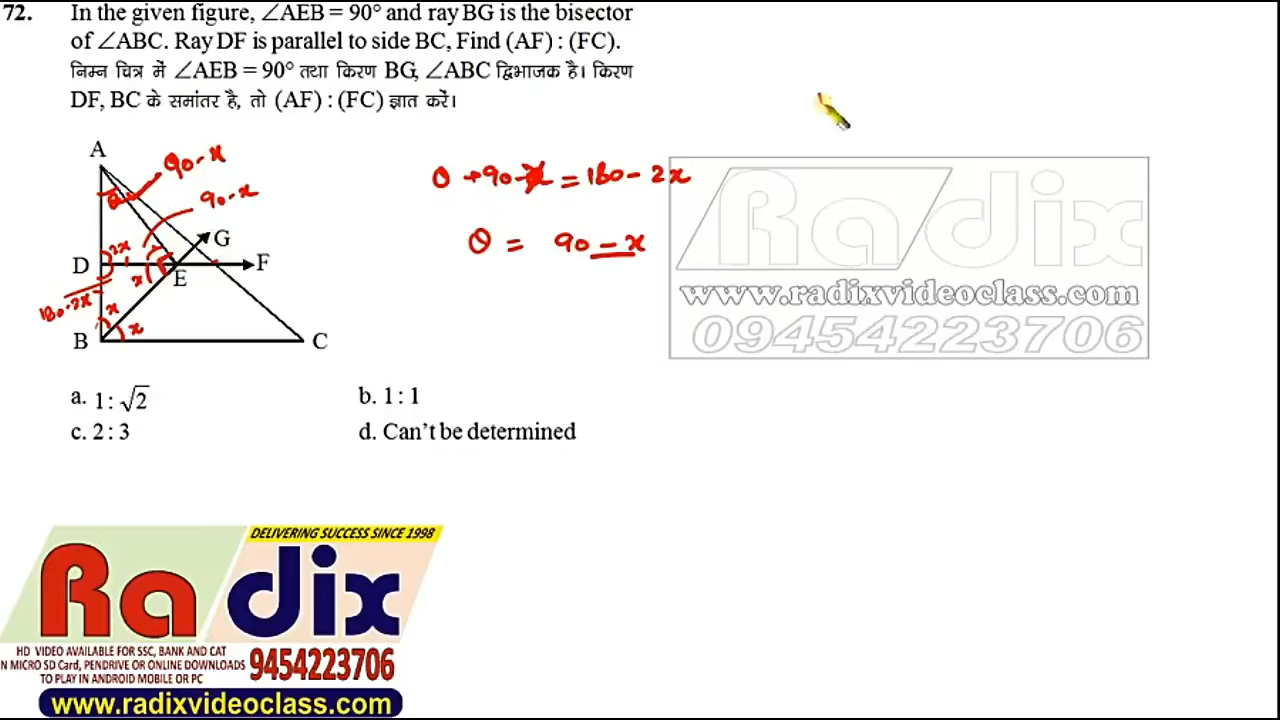 72. In the given figure, ∠AEB = 90° and ray BG is the bisector
of ∠ABC. Ray DF is parallel to side BC, Find (AF) : (FC).
निम्न चित्र में ∠AEB = 90° तथा किरण BG, ∠ABC द्विभाजक है। किरण
DF, BC के समांतर है, तो (AF) : (FC) ज्ञात करें।
A
90-x
θ
90-x
G
2x
D
F
x
E
180-2x
x
x
B
C
θ + 90-x = 180 - 2x
θ = 90 - x
Radix
www.radixvideoclass.com
09454223706
a. 1 : √2
b. 1 : 1
c. 2 : 3
d. Can't be determined
DELIVERING SUCCESS SINCE 1998
Radix
HD VIDEO AVAILABLE FOR SSC, BANK AND CAT
N MICRO SD Card, PENDRIVE OR ONLINE DOWNLOADS
TO PLAY IN ANDROID MOBILE OR PC
9454223706
www.radixvideoclass.com